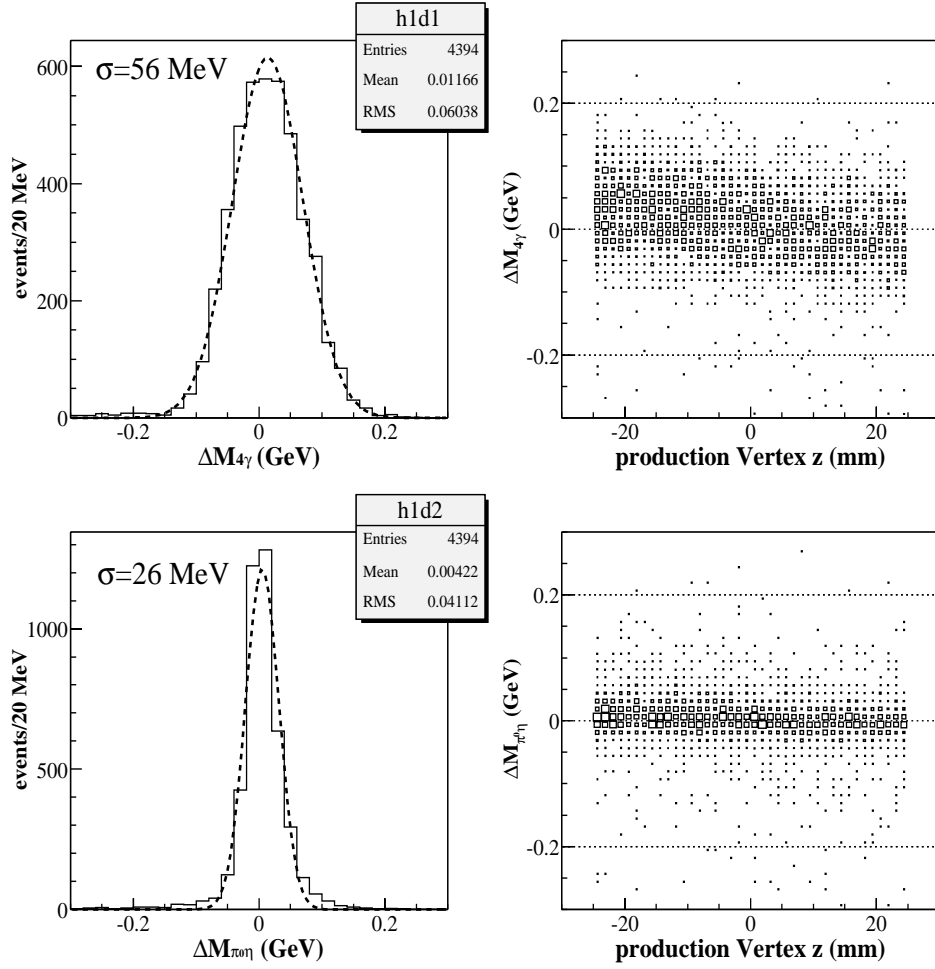 h1d1
Entries 4394
Mean 0.01166
RMS 0.06038
σ=56 MeV
events/20 MeV
600
400
200
0
-0.2 0 0.2
ΔM4γ (GeV)
ΔM4γ (GeV)
0.2
0
-0.2
-20 0 20
production Vertex z (mm)
h1d2
Entries 4394
Mean 0.00422
RMS 0.04112
σ=26 MeV
events/20 MeV
1000
500
0
-0.2 0 0.2
ΔMπ⁰η (GeV)
ΔMπ⁰η (GeV)
0.2
0
-0.2
-20 0 20
production Vertex z (mm)